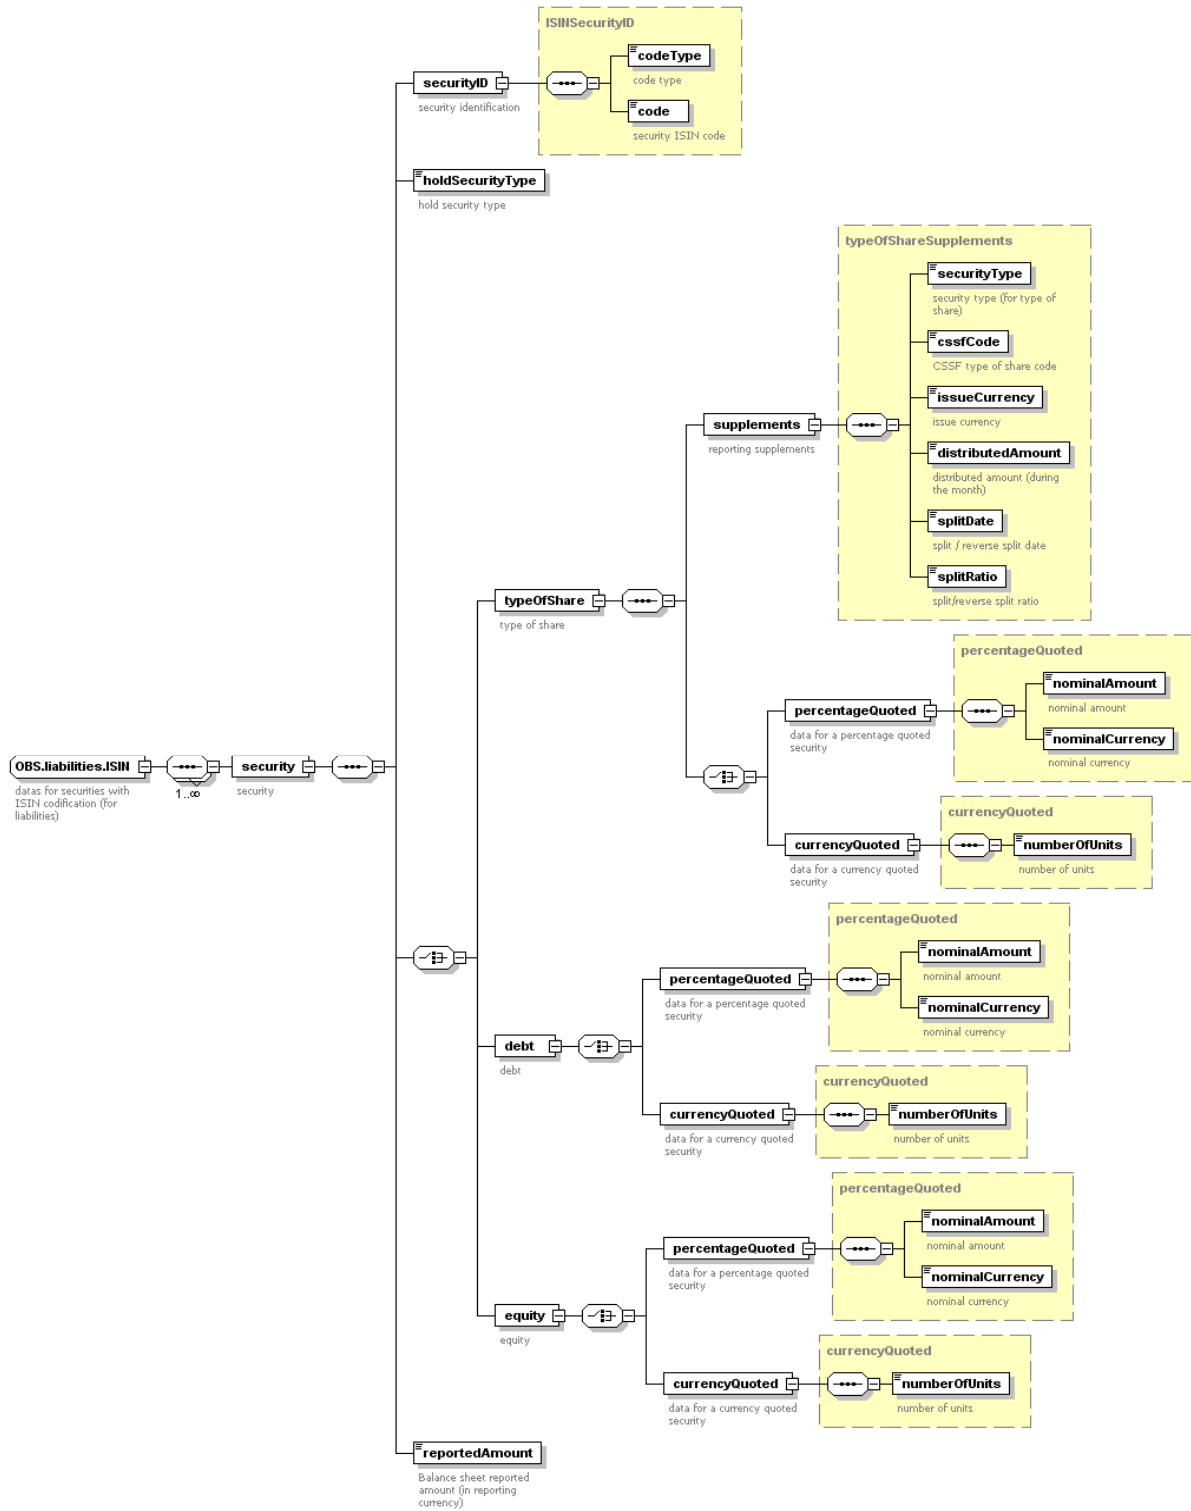 ISINSecurityID
codeType
code type
securityID
security identification
code
security ISIN code
holdSecurityType
hold security type
typeOfShareSupplements
securityType
security type (for type of
share)
cssfCode
CSSF type of share code
issueCurrency
issue currency
supplements
reporting supplements
distributedAmount
distributed amount (during
the month)
splitDate
split / reverse split date
splitRatio
split/reverse split ratio
typeOfShare
type of share
percentageQuoted
nominalAmount
nominal amount
percentageQuoted
data for a percentage quoted
security
nominalCurrency
nominal currency
OBS.liabilities.ISIN
datas for securities with
ISIN codification (for
liabilities)
1..∞
security
security
currencyQuoted
currencyQuoted
data for a currency quoted
security
numberOfUnits
number of units
percentageQuoted
nominalAmount
nominal amount
percentageQuoted
data for a percentage quoted
security
nominalCurrency
nominal currency
debt
debt
currencyQuoted
currencyQuoted
data for a currency quoted
security
numberOfUnits
number of units
percentageQuoted
nominalAmount
nominal amount
percentageQuoted
data for a percentage quoted
security
nominalCurrency
nominal currency
equity
equity
currencyQuoted
currencyQuoted
data for a currency quoted
security
numberOfUnits
number of units
reportedAmount
Balance sheet reported
amount (in reporting
currency)